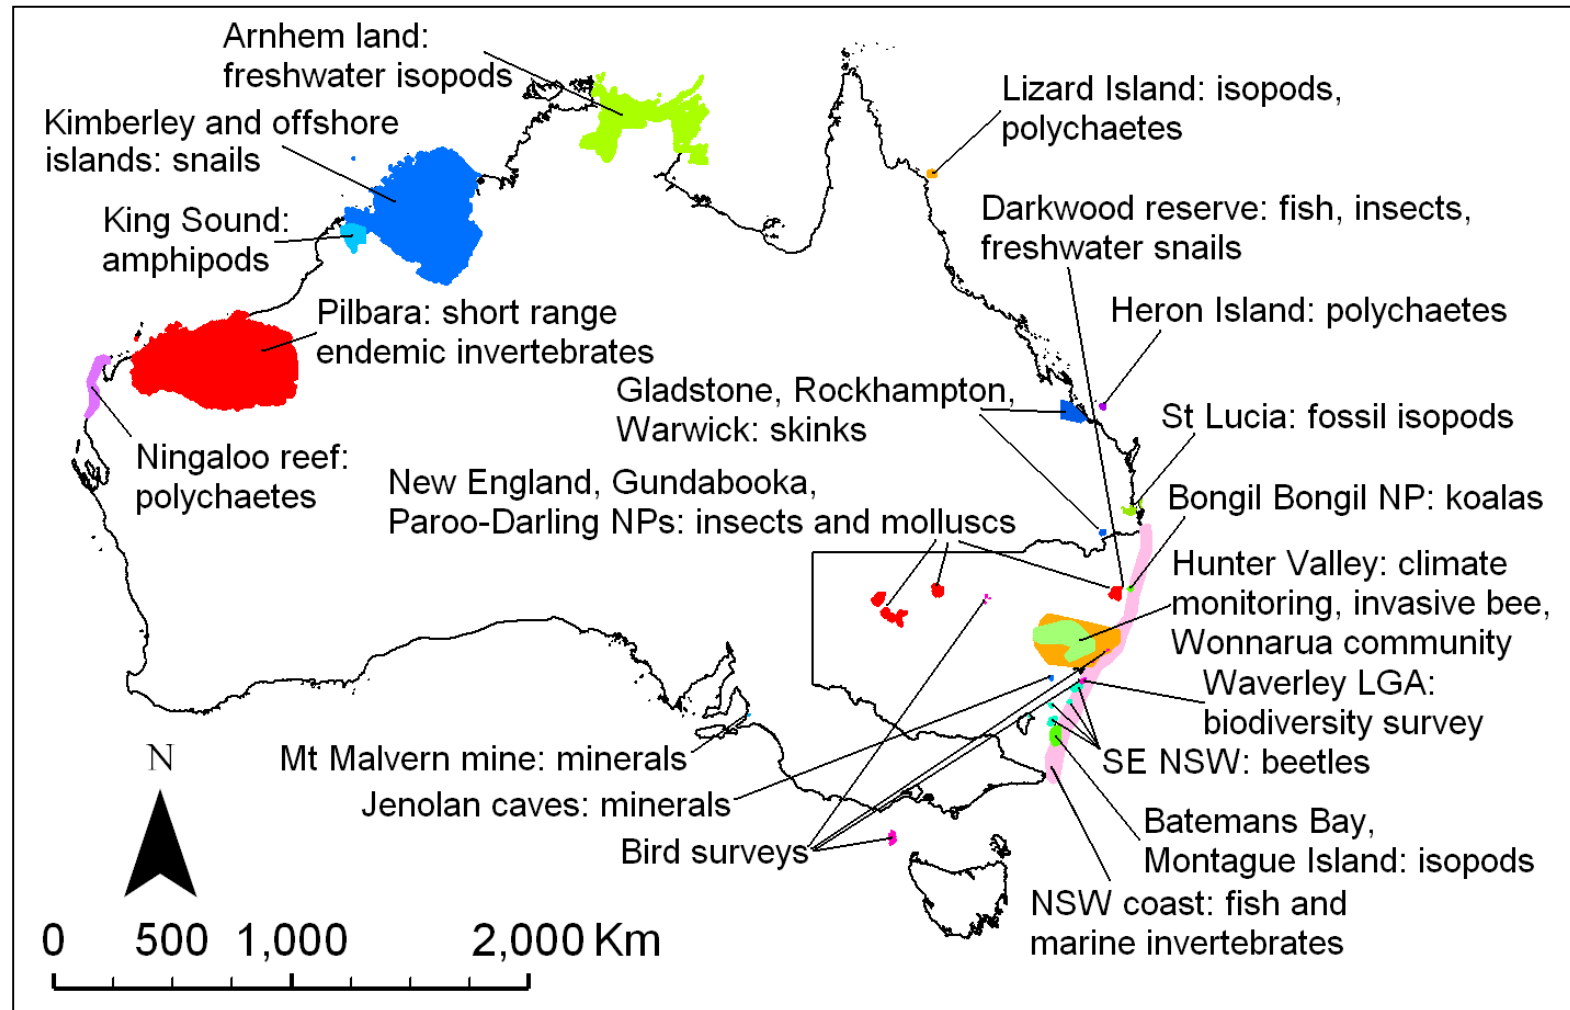 Arnhem land:
freshwater isopods
Kimberley and offshore
islands: snails
King Sound:
amphipods
Pilbara: short range
endemic invertebrates
Ningaloo reef:
polychaetes
Lizard Island: isopods,
polychaetes
Darkwood reserve: fish, insects,
freshwater snails
Heron Island: polychaetes
Gladstone, Rockhampton,
Warwick: skinks
St Lucia: fossil isopods
New England, Gundabooka,
Paroo-Darling NPs: insects and molluscs
Bongil Bongil NP: koalas
Hunter Valley: climate
monitoring, invasive bee,
Wonnarua community
Waverley LGA:
biodiversity survey
SE NSW: beetles
Mt Malvern mine: minerals
Jenolan caves: minerals
Bird surveys
Batemans Bay,
Montague Island: isopods
NSW coast: fish and
marine invertebrates
N
0 500 1,000 2,000 Km